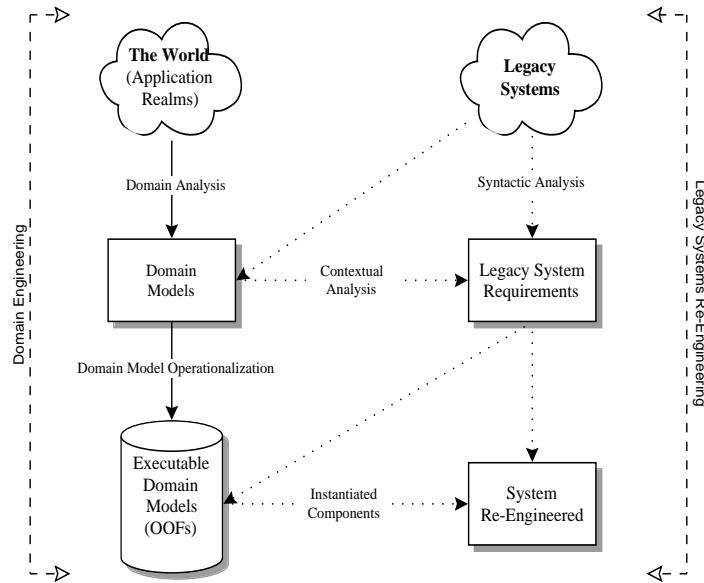 The World
(Application
Realms)
Legacy
Systems
Domain Analysis
Syntactic Analysis
Domain Engineering
Legacy Systems Re-Engineering
Domain
Models
Contextual
Analysis
Legacy System
Requirements
Domain Model Operationalization
Executable
Domain
Models
(OOFs)
Instantiated
Components
System
Re-Engineered